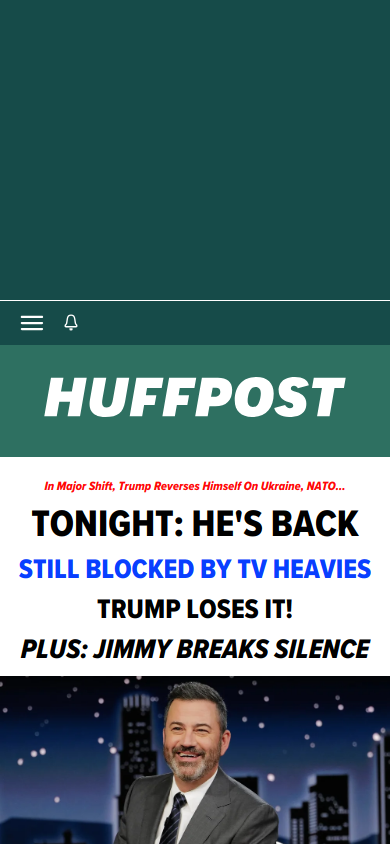 HUFFPOST
In Major Shift, Trump Reverses Himself On Ukraine, NATO...
TONIGHT: HE'S BACK
STILL BLOCKED BY TV HEAVIES
TRUMP LOSES IT!
PLUS: JIMMY BREAKS SILENCE